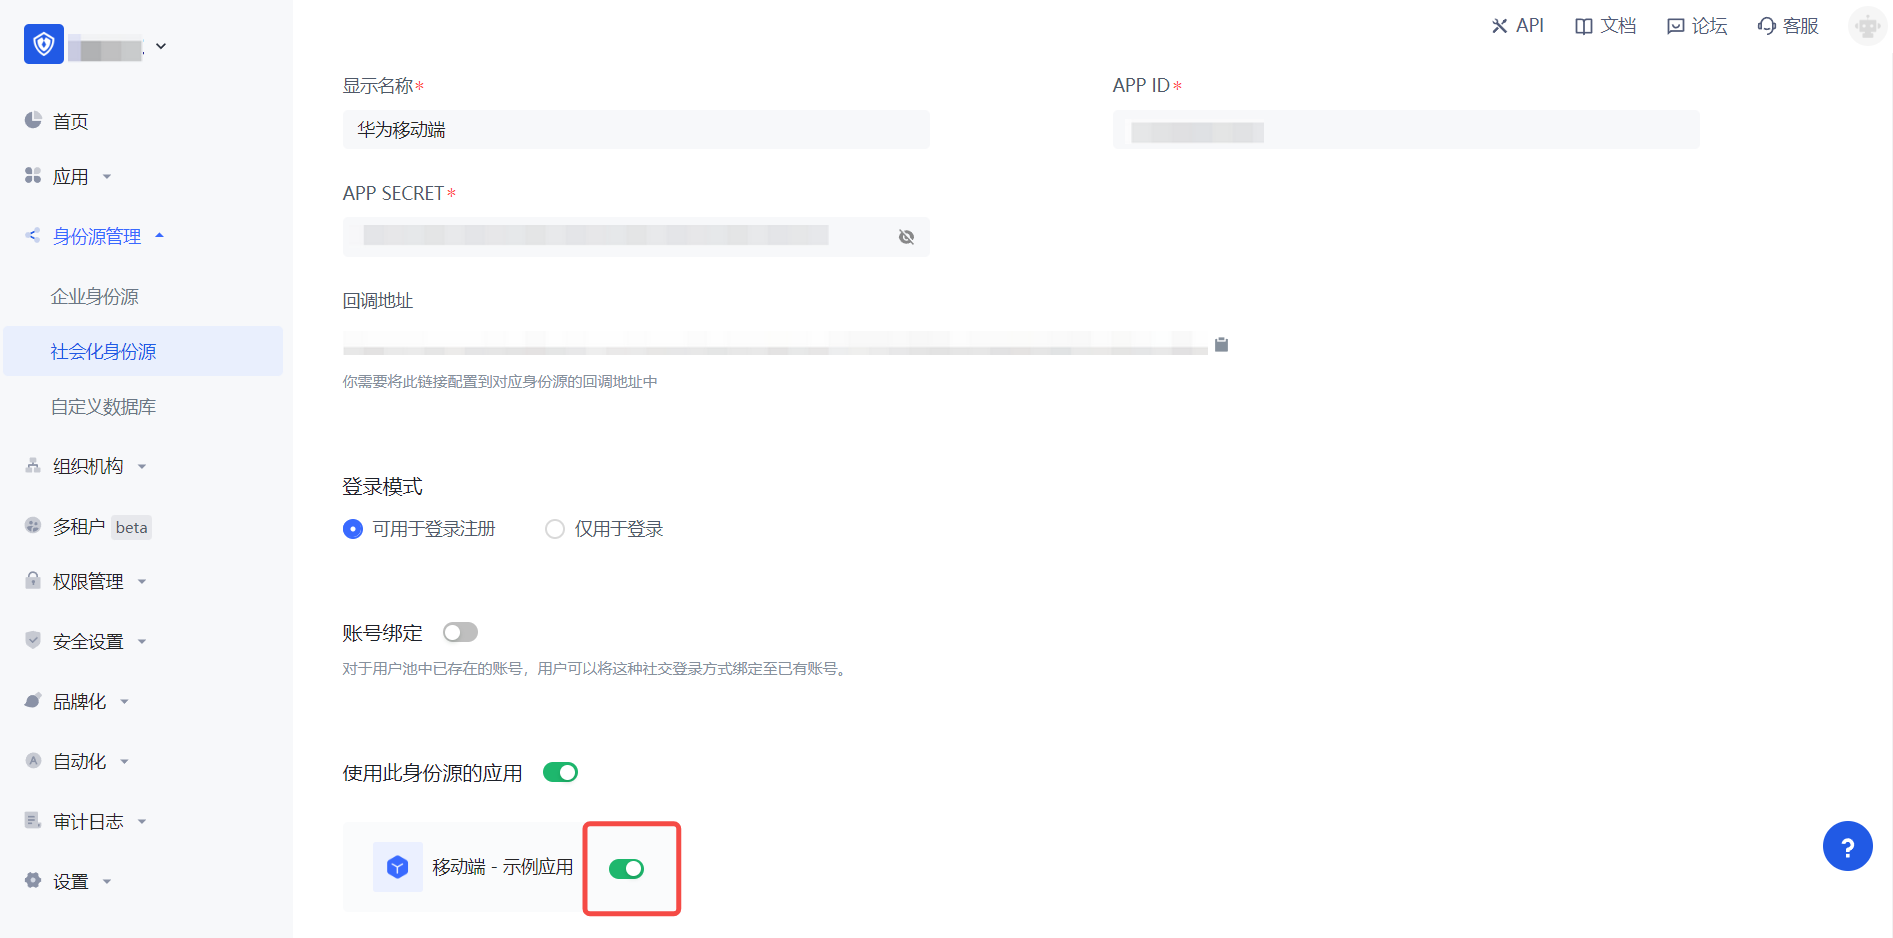 API
文档
论坛
客服
首页
应用
身份源管理
企业身份源
社会化身份源
自定义数据库
组织机构
多租户 beta
权限管理
安全设置
品牌化
自动化
审计日志
设置
显示名称*
华为移动端
APP ID*
APP SECRET*
回调地址
你需要将此链接配置到对应身份源的回调地址中
登录模式
可用于登录注册
仅用于登录
账号绑定
对于用户池中已存在的账号，用户可以将这种社交登录方式绑定至已有账号。
使用此身份源的应用
移动端 - 示例应用
?